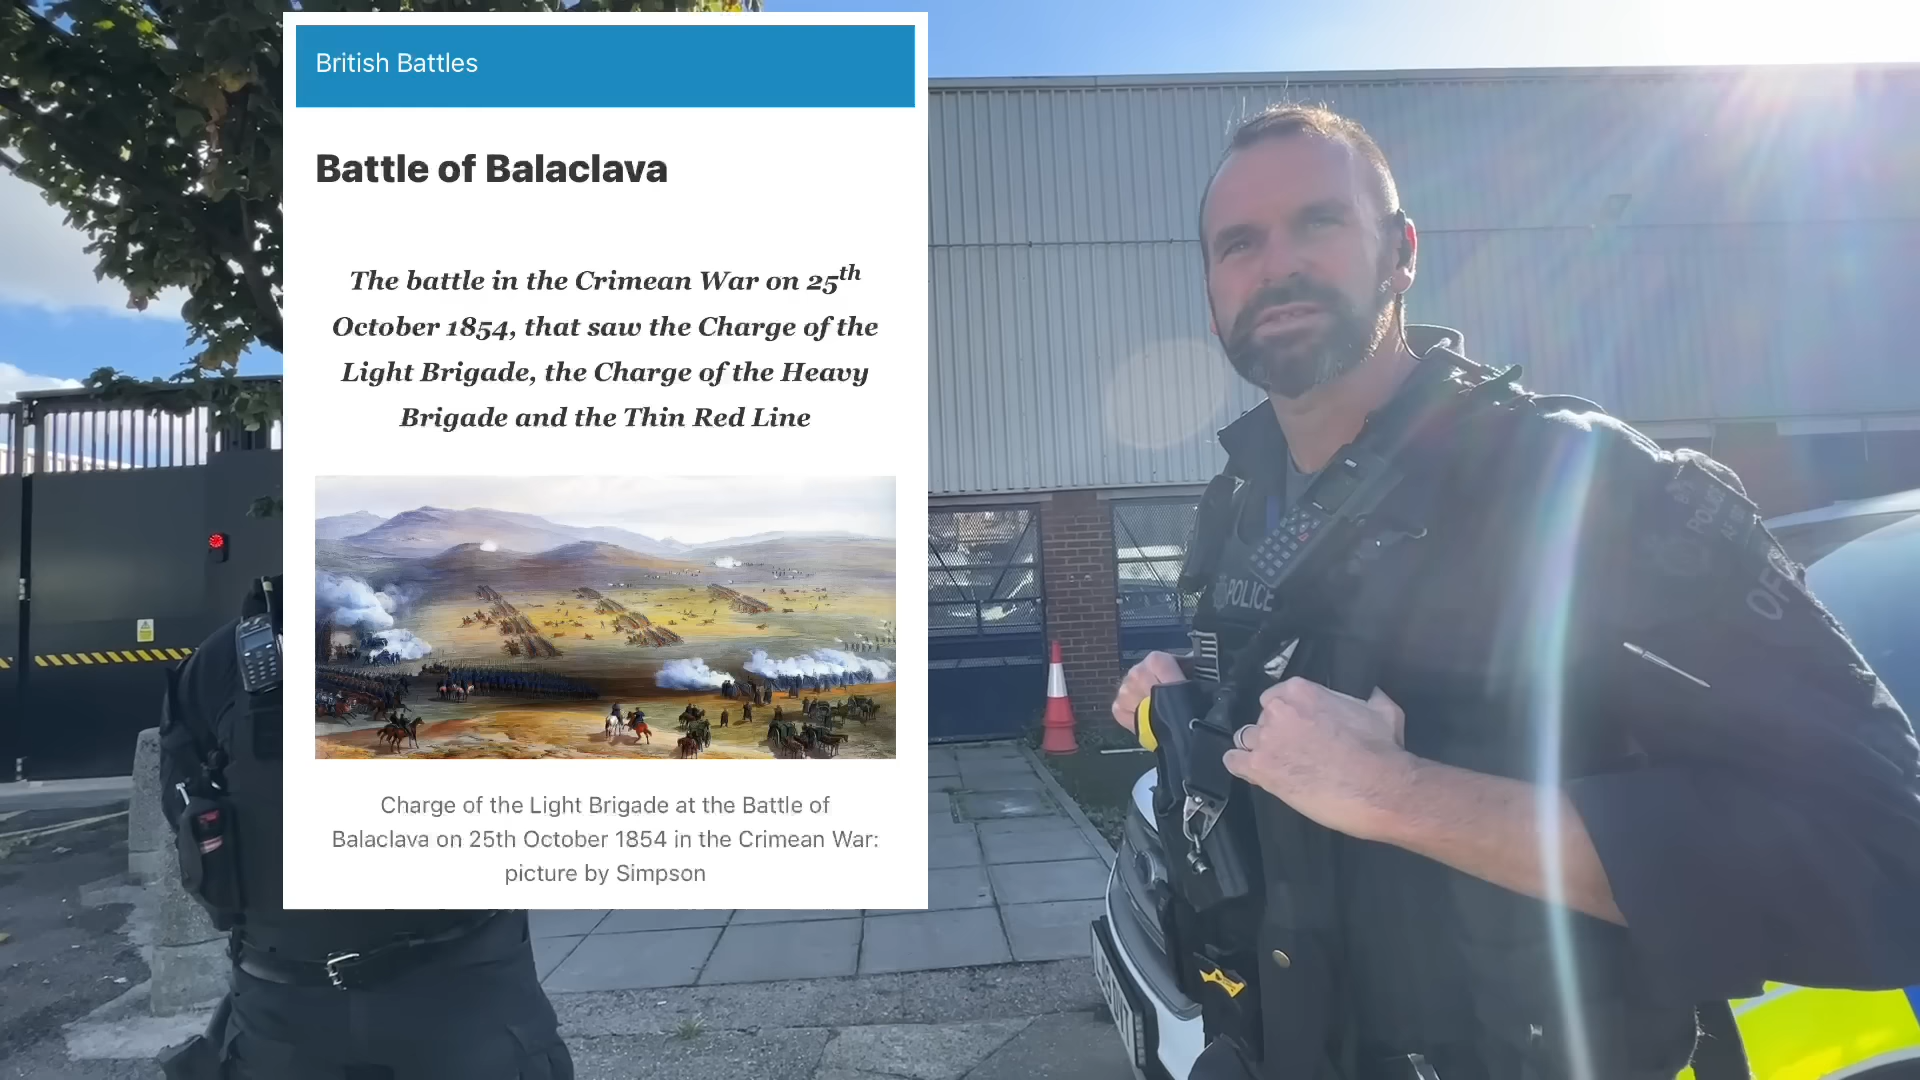 British Battles
Battle of Balaclava
The battle in the Crimean War on 25th
October 1854, that saw the Charge of the
Light Brigade, the Charge of the Heavy
Brigade and the Thin Red Line
Charge of the Light Brigade at the Battle of
Balaclava on 25th October 1854 in the Crimean War:
picture by Simpson
POLICE
POLICE